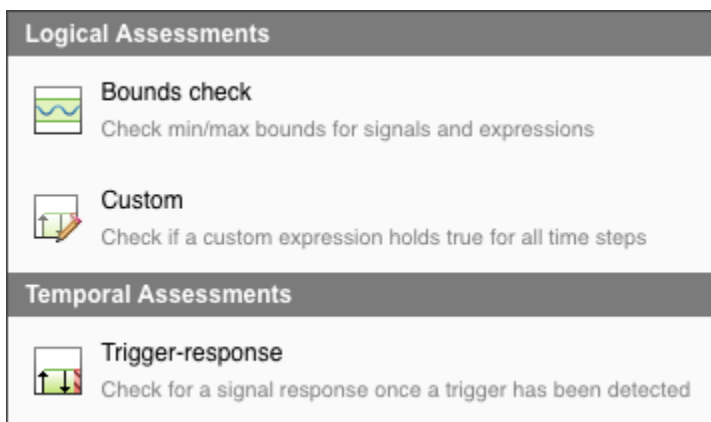 Logical Assessments
Bounds check
Check min/max bounds for signals and expressions
Custom
Check if a custom expression holds true for all time steps
Temporal Assessments
Trigger-response
Check for a signal response once a trigger has been detected